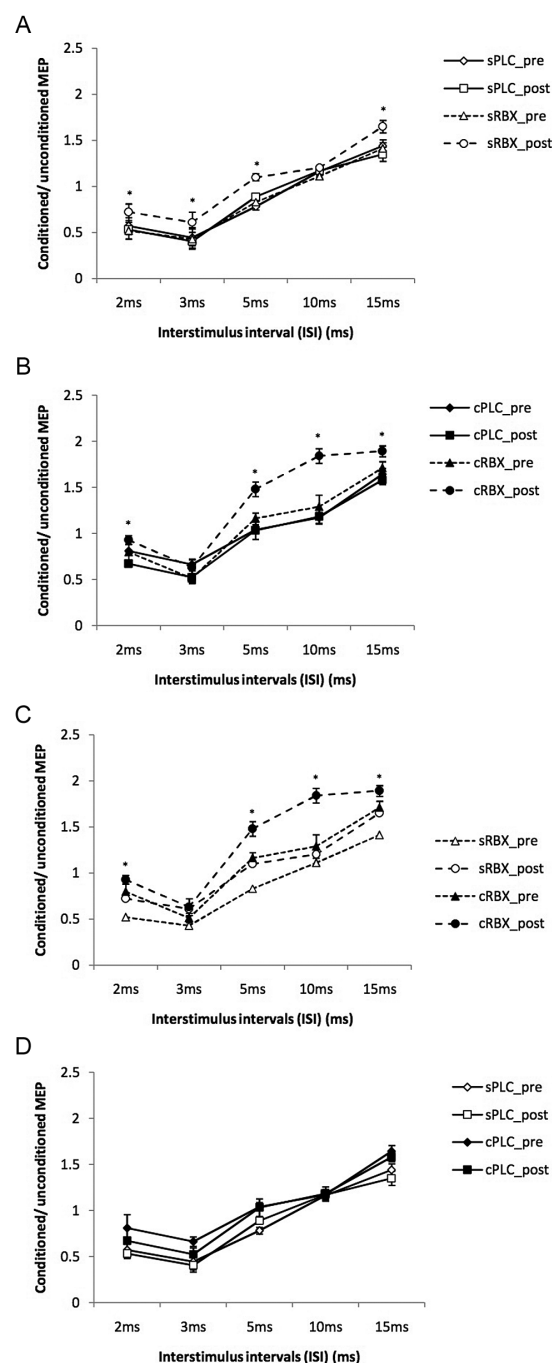 A
Conditioned/ unconditioned MEP
2.5
2
1.5
1
0.5
0
*
*
*
*
2ms 3ms 5ms 10ms 15ms
Interstimulus interval (ISI) (ms)
sPLC_pre
sPLC_post
sRBX_pre
sRBX_post
B
Conditioned/ unconditioned MEP
2.5
2
1.5
1
0.5
0
*
*
*
*
2ms 3ms 5ms 10ms 15ms
Interstimulus intervals (ISI) (ms)
cPLC_pre
cPLC_post
cRBX_pre
cRBX_post
C
Conditioned/ unconditioned MEP
2.5
2
1.5
1
0.5
0
*
*
*
*
2ms 3ms 5ms 10ms 15ms
Interstimulus intervals (ISI) (ms)
sRBX_pre
sRBX_post
cRBX_pre
cRBX_post
D
Conditioned/ unconditioned MEP
2.5
2
1.5
1
0.5
0
2ms 3ms 5ms 10ms 15ms
Interstimulus intervals (ISI) (ms)
sPLC_pre
sPLC_post
cPLC_pre
cPLC_post